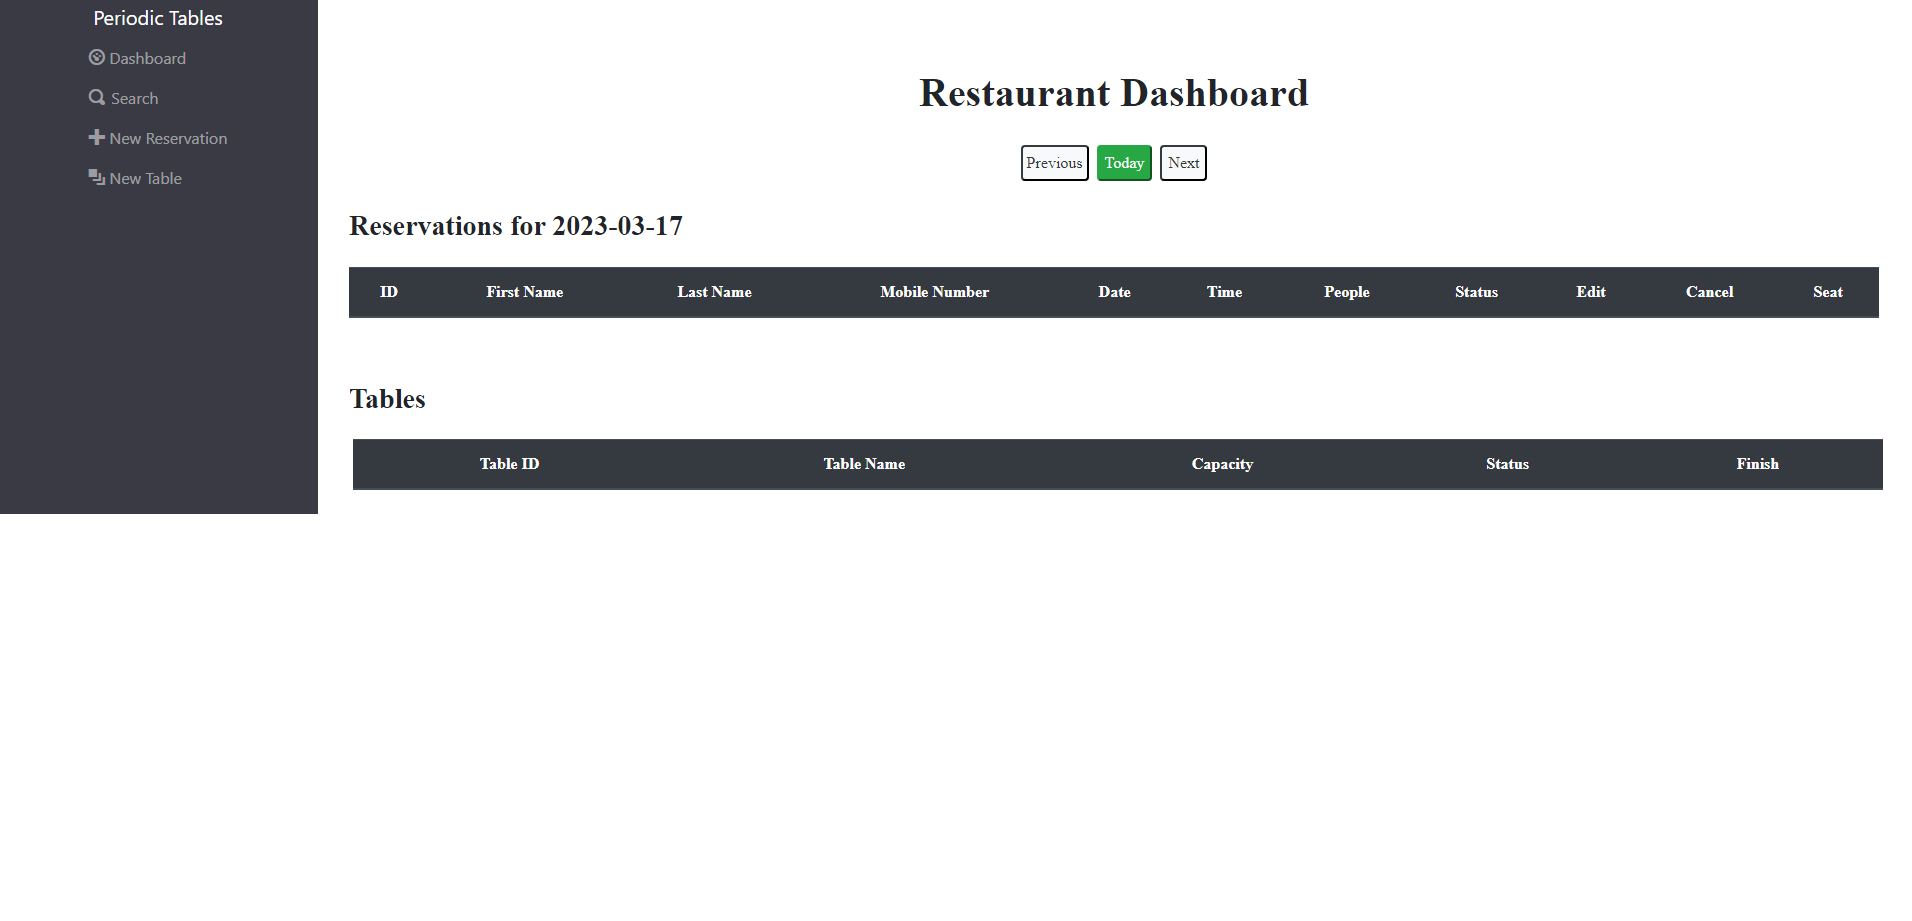 Periodic Tables
Dashboard
Search
New Reservation
New Table
Restaurant Dashboard
Previous Today Next
Reservations for 2023-03-17
ID First Name Last Name Mobile Number Date Time People Status Edit Cancel Seat
Tables
Table ID Table Name Capacity Status Finish